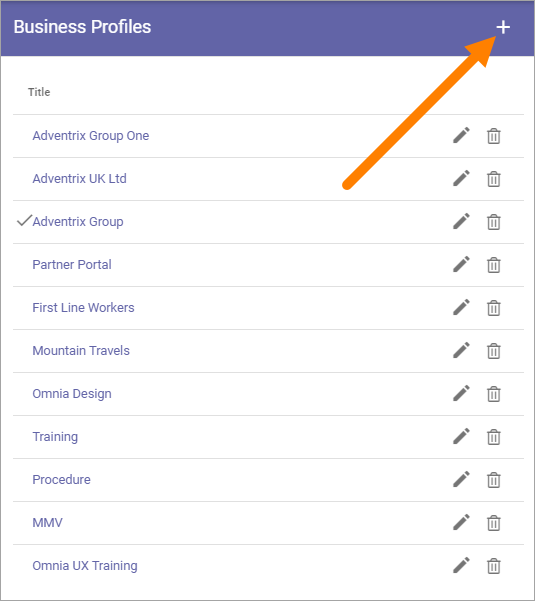 Business Profiles
Title
Adventrix Group One
Adventrix UK Ltd
Adventrix Group
Partner Portal
First Line Workers
Mountain Travels
Omnia Design
Training
Procedure
MMV
Omnia UX Training